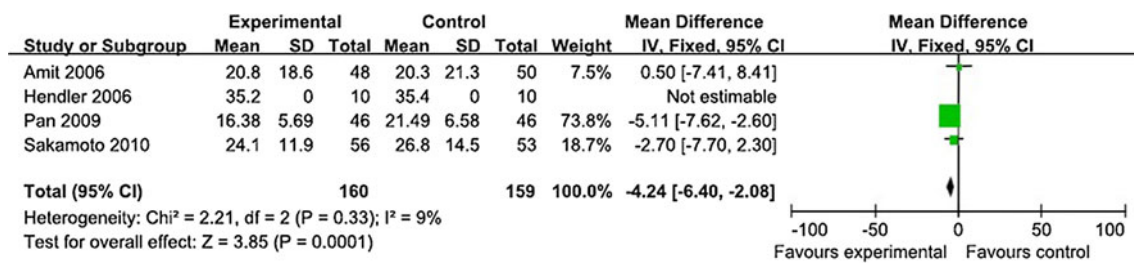 Experimental Control Mean Difference Mean Difference
Study or Subgroup Mean SD Total Mean SD Total Weight IV, Fixed, 95% CI IV, Fixed, 95% CI
Amit 2006 20.8 18.6 48 20.3 21.3 50 7.5% 0.50 [-7.41, 8.41]
Hendler 2006 35.2 0 10 35.4 0 10 Not estimable
Pan 2009 16.38 5.69 46 21.49 6.58 46 73.8% -5.11 [-7.62, -2.60]
Sakamoto 2010 24.1 11.9 56 26.8 14.5 53 18.7% -2.70 [-7.70, 2.30]
Total (95% CI) 160 159 100.0% -4.24 [-6.40, -2.08]
Heterogeneity: Chi² = 2.21, df = 2 (P = 0.33); I² = 9%
Test for overall effect: Z = 3.85 (P = 0.0001)
-100 -50 0 50 100
Favours experimental Favours control